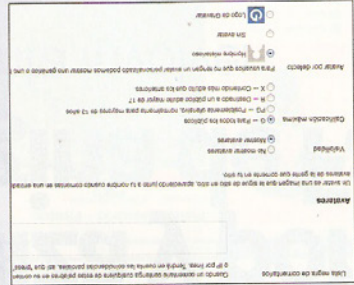 Lista negra de comentarios
Cuando un comentario contenga cualquiera de estas palabras en su conten
o IP por línea. Tendrá en cuenta las coincidencias parciales, así que "press"
Avatares
Un avatar es una imagen que te sigue de sitio en sitio, apareciendo junto a tu nombre cuando comentas en una entrada
avatares de la gente que comenta en tu sitio.
Visibilidad
No mostrar avatares
Mostrar avatares
Calificación máxima
G — Para todos los públicos
PG — Posiblemente ofensivo, normalmente para mayores de 13 años
R — Destinado a un público adulto mayor de 17
X — Contenido más adulto que los anteriores
Avatar por defecto
Para usuarios que no tengan un avatar personalizado podemos mostrar uno genérico o uno
Hombre misterioso
Sin avatar
Logo de Gravatar